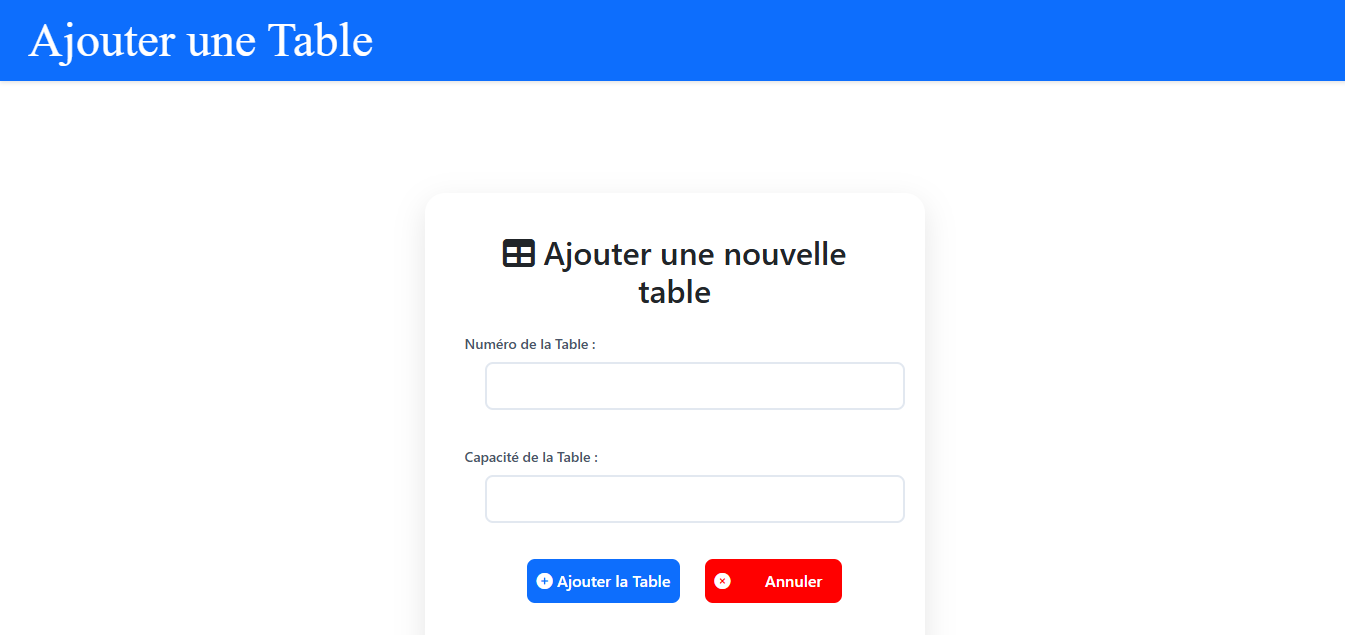 Ajouter une Table
Ajouter une nouvelle
table
Numéro de la Table :
Capacité de la Table :
Ajouter la Table
Annuler